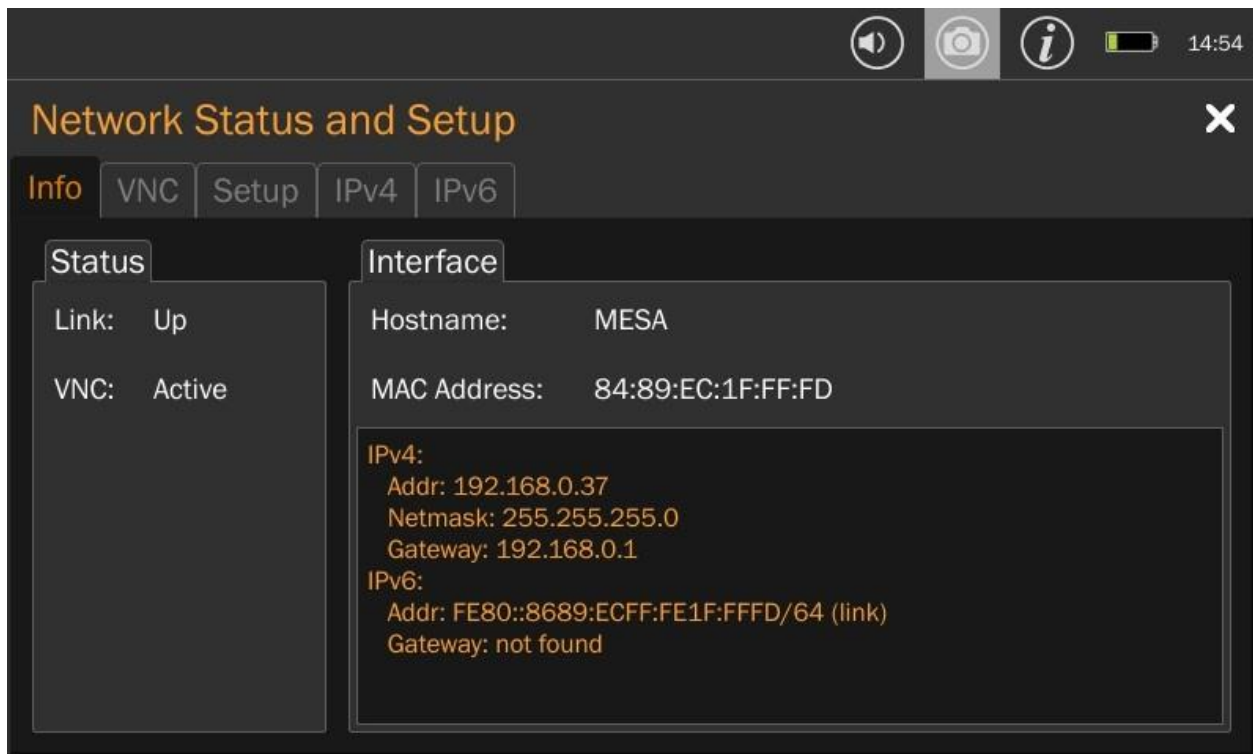 14:54
Network Status and Setup
Info VNC Setup IPv4 IPv6
Status
Link: Up
VNC: Active
Interface
Hostname: MESA
MAC Address: 84:89:EC:1F:FF:FD
IPv4:
Addr: 192.168.0.37
Netmask: 255.255.255.0
Gateway: 192.168.0.1
IPv6:
Addr: FE80::8689:ECFF:FE1F:FFFD/64 (link)
Gateway: not found